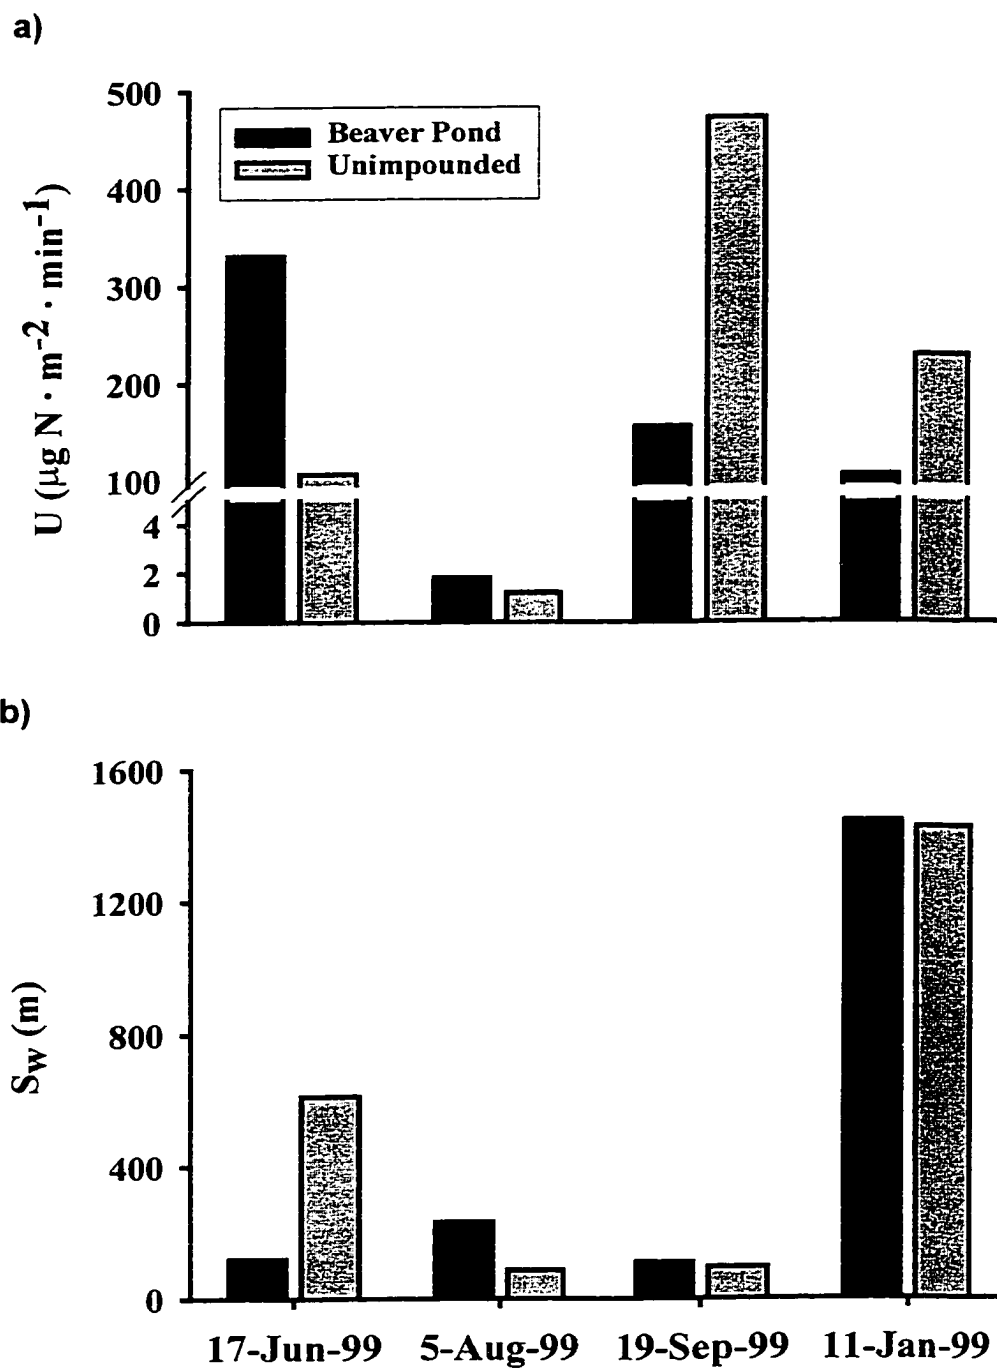 a)
500
400
300
200
100
4
2
0
U (µg N · m⁻² · min⁻¹)
Beaver Pond
Unimpounded
b)
1600
1200
800
400
0
Sw (m)
17-Jun-99 5-Aug-99 19-Sep-99 11-Jan-99